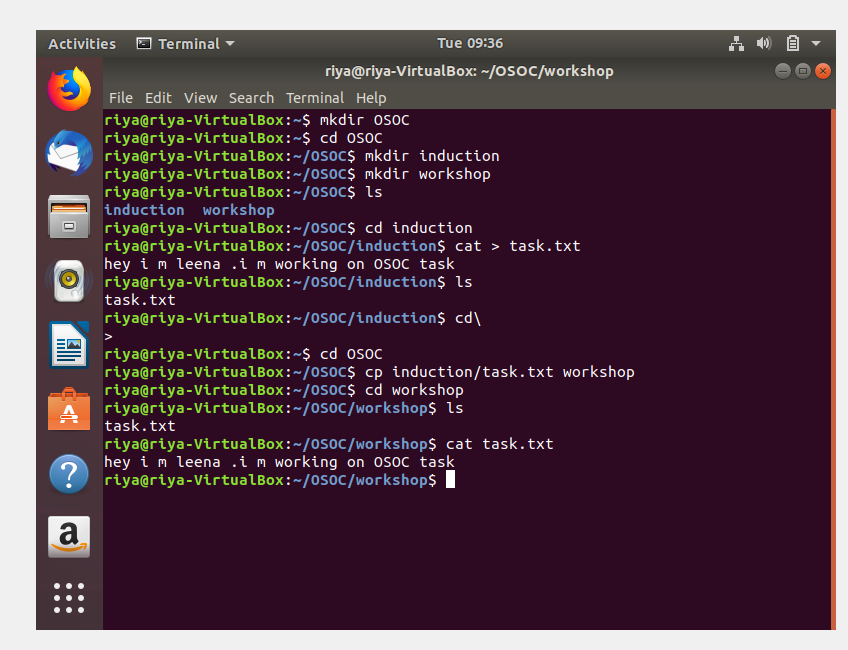 Activities Terminal Tue 09:36
riya@riya-VirtualBox: ~/OSOC/workshop
File Edit View Search Terminal Help
riya@riya-VirtualBox:~$ mkdir OSOC
riya@riya-VirtualBox:~$ cd OSOC
riya@riya-VirtualBox:~/OSOC$ mkdir induction
riya@riya-VirtualBox:~/OSOC$ mkdir workshop
riya@riya-VirtualBox:~/OSOC$ ls
induction  workshop
riya@riya-VirtualBox:~/OSOC$ cd induction
riya@riya-VirtualBox:~/OSOC/induction$ cat > task.txt
hey i m leena .i m working on OSOC task
riya@riya-VirtualBox:~/OSOC/induction$ ls
task.txt
riya@riya-VirtualBox:~/OSOC/induction$ cd\
>
riya@riya-VirtualBox:~$ cd OSOC
riya@riya-VirtualBox:~/OSOC$ cp induction/task.txt workshop
riya@riya-VirtualBox:~/OSOC$ cd workshop
riya@riya-VirtualBox:~/OSOC/workshop$ ls
task.txt
riya@riya-VirtualBox:~/OSOC/workshop$ cat task.txt
hey i m leena .i m working on OSOC task
riya@riya-VirtualBox:~/OSOC/workshop$